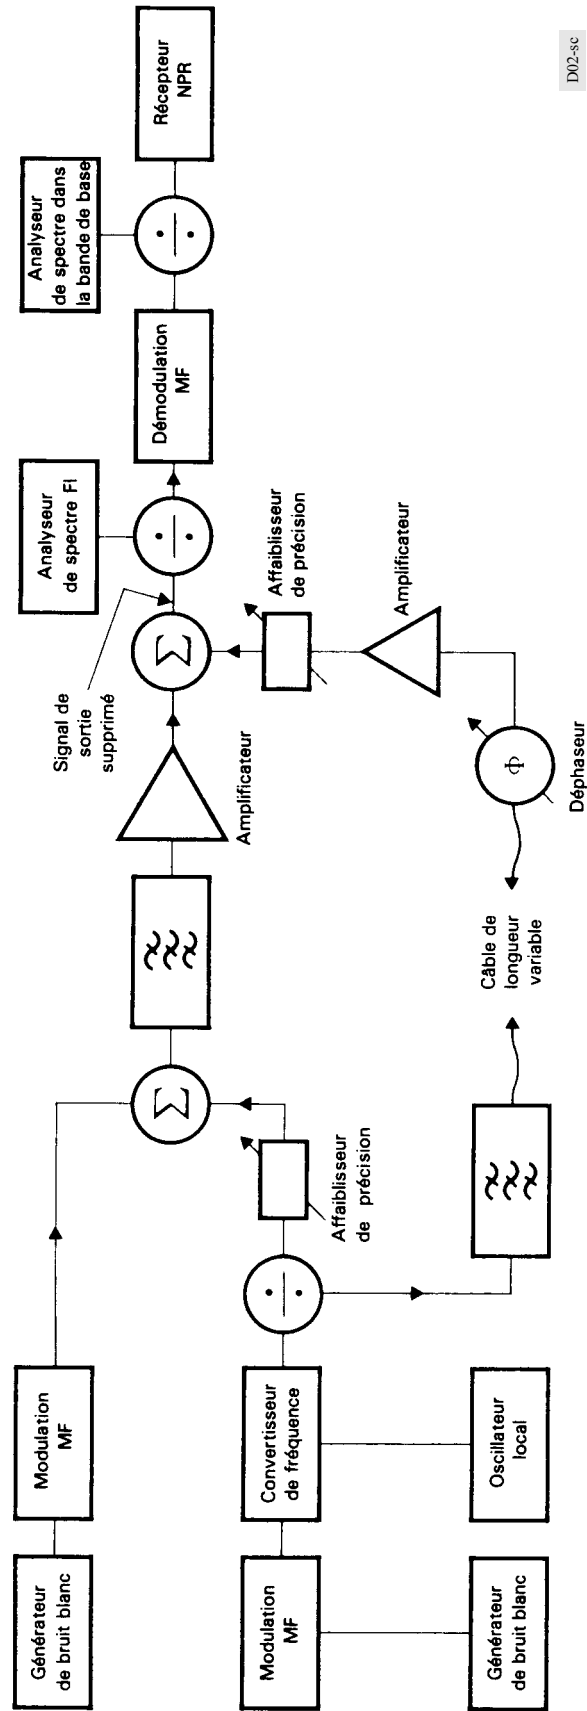 Générateur
de bruit blanc
Modulation
MF
Σ
Amplificateur
Signal de
sortie
supprimé
Σ
Analyseur
de spectre FI
Démodulation
MF
Analyseur
de spectre dans
la bande de base
Récepteur
NPR
Générateur
de bruit blanc
Modulation
MF
Oscillateur
local
Convertisseur
de fréquence
Affaiblisseur
de précision
Câble de
longueur
variable
Φ
Déphaseur
Amplificateur
Affaiblisseur
de précision
D02-sc